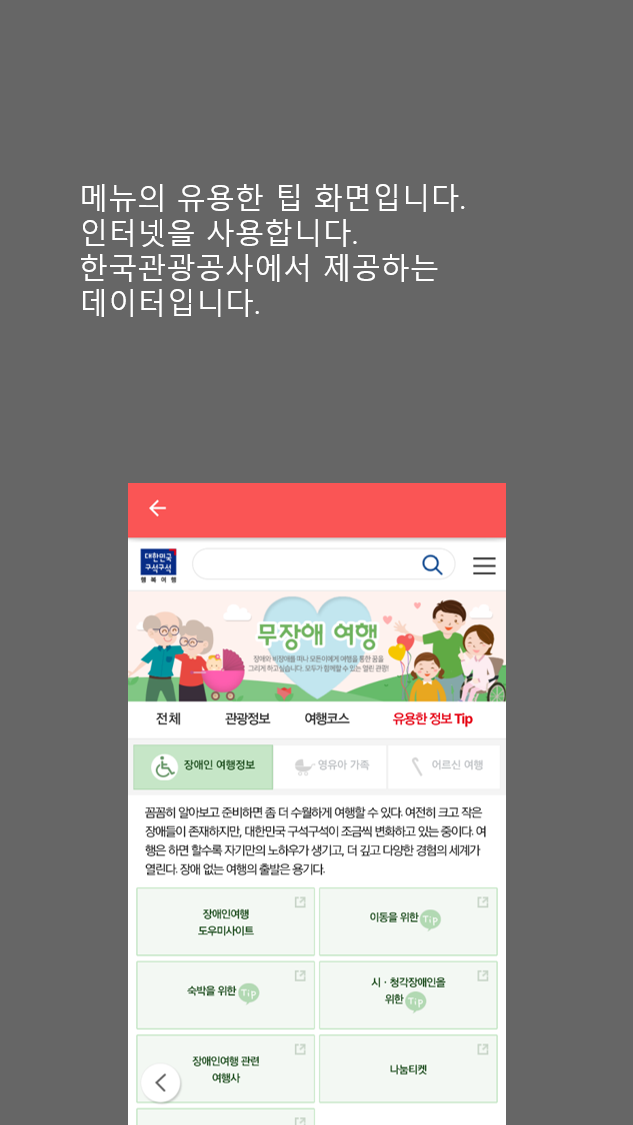 메뉴의 유용한 팁 화면입니다.
인터넷을 사용합니다.
한국관광공사에서 제공하는
데이터입니다.
대한민국
구석구석
행복여행
무장애 여행
장애와 비장애를 떠나 모든이에게 여행을 통한 꿈을
그리게 하고싶습니다. 모두가 함께할 수 있는 열린 관광!
전체 관광정보 여행코스 유용한 정보 Tip
장애인 여행정보 영유아 가족 어르신 여행
꼼꼼히 알아보고 준비하면 좀 더 수월하게 여행할 수 있다. 여전히 크고 작은
장애들이 존재하지만, 대한민국 구석구석이 조금씩 변화하고 있는 중이다. 여
행은 하면 할수록 자기만의 노하우가 생기고, 더 깊고 다양한 경험의 세계가
열린다. 장애 없는 여행의 출발은 용기다.
장애인여행
도우미사이트
이동을 위한 Tip
숙박을 위한 Tip
시 · 청각장애인을
위한 Tip
장애인여행 관련
여행사
나눔티켓